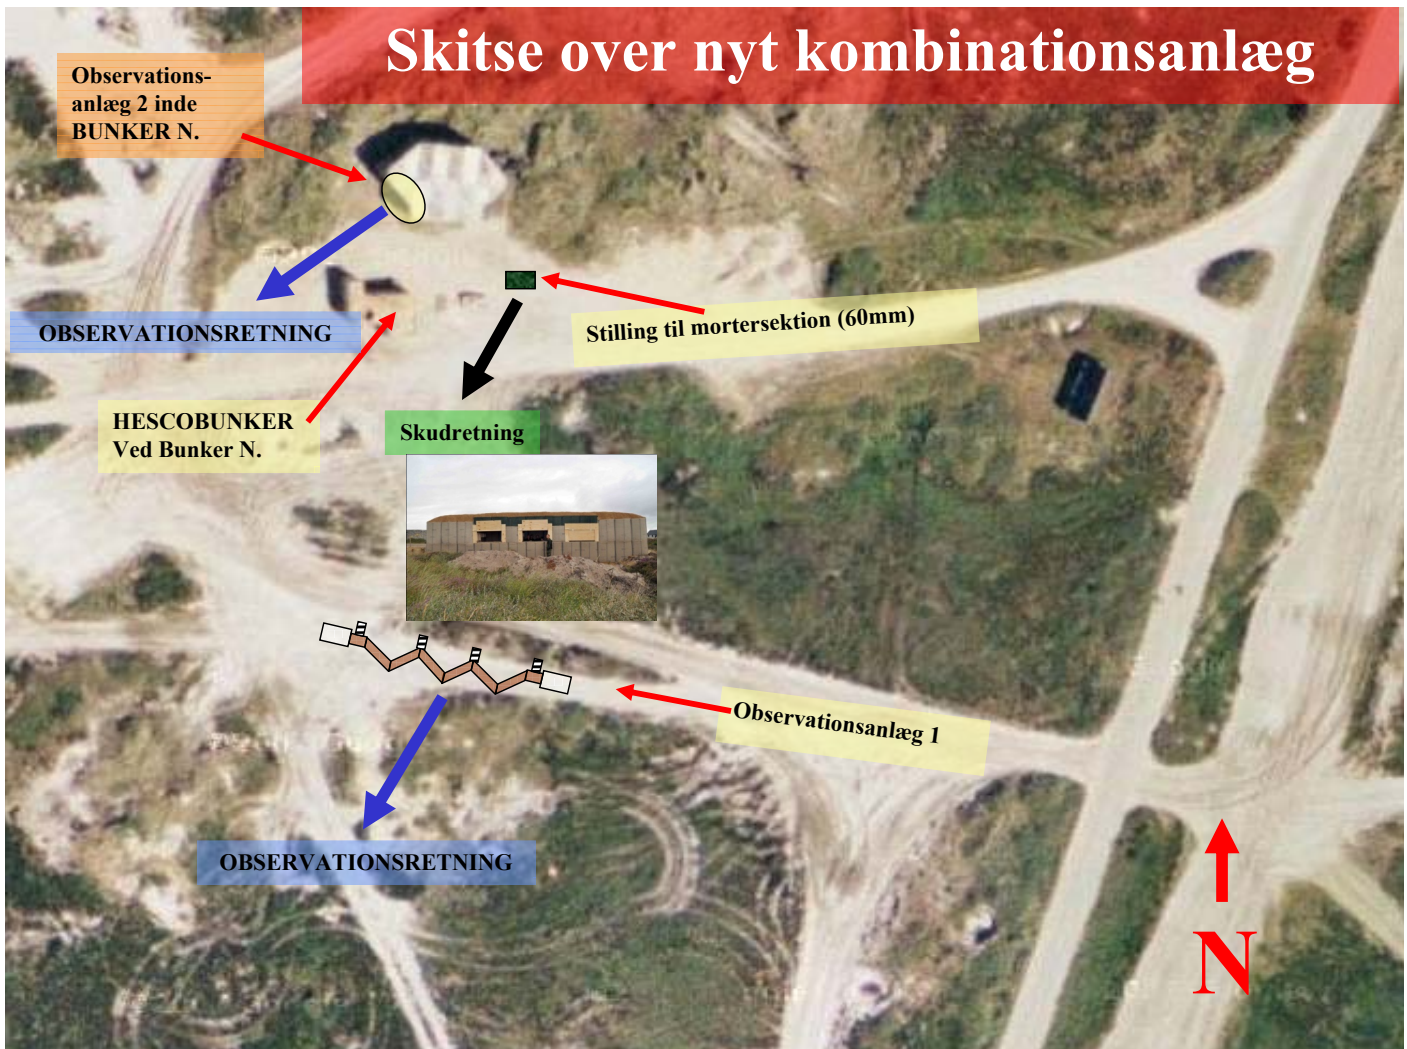 Skitse over nyt kombinationsanlæg
Observations-
anlæg 2 inde
BUNKER N.
OBSERVATIONSRETNING
Stilling til mortersektion (60mm)
HESCOBUNKER
Ved Bunker N.
Skudretning
Observationsanlæg 1
OBSERVATIONSRETNING
N